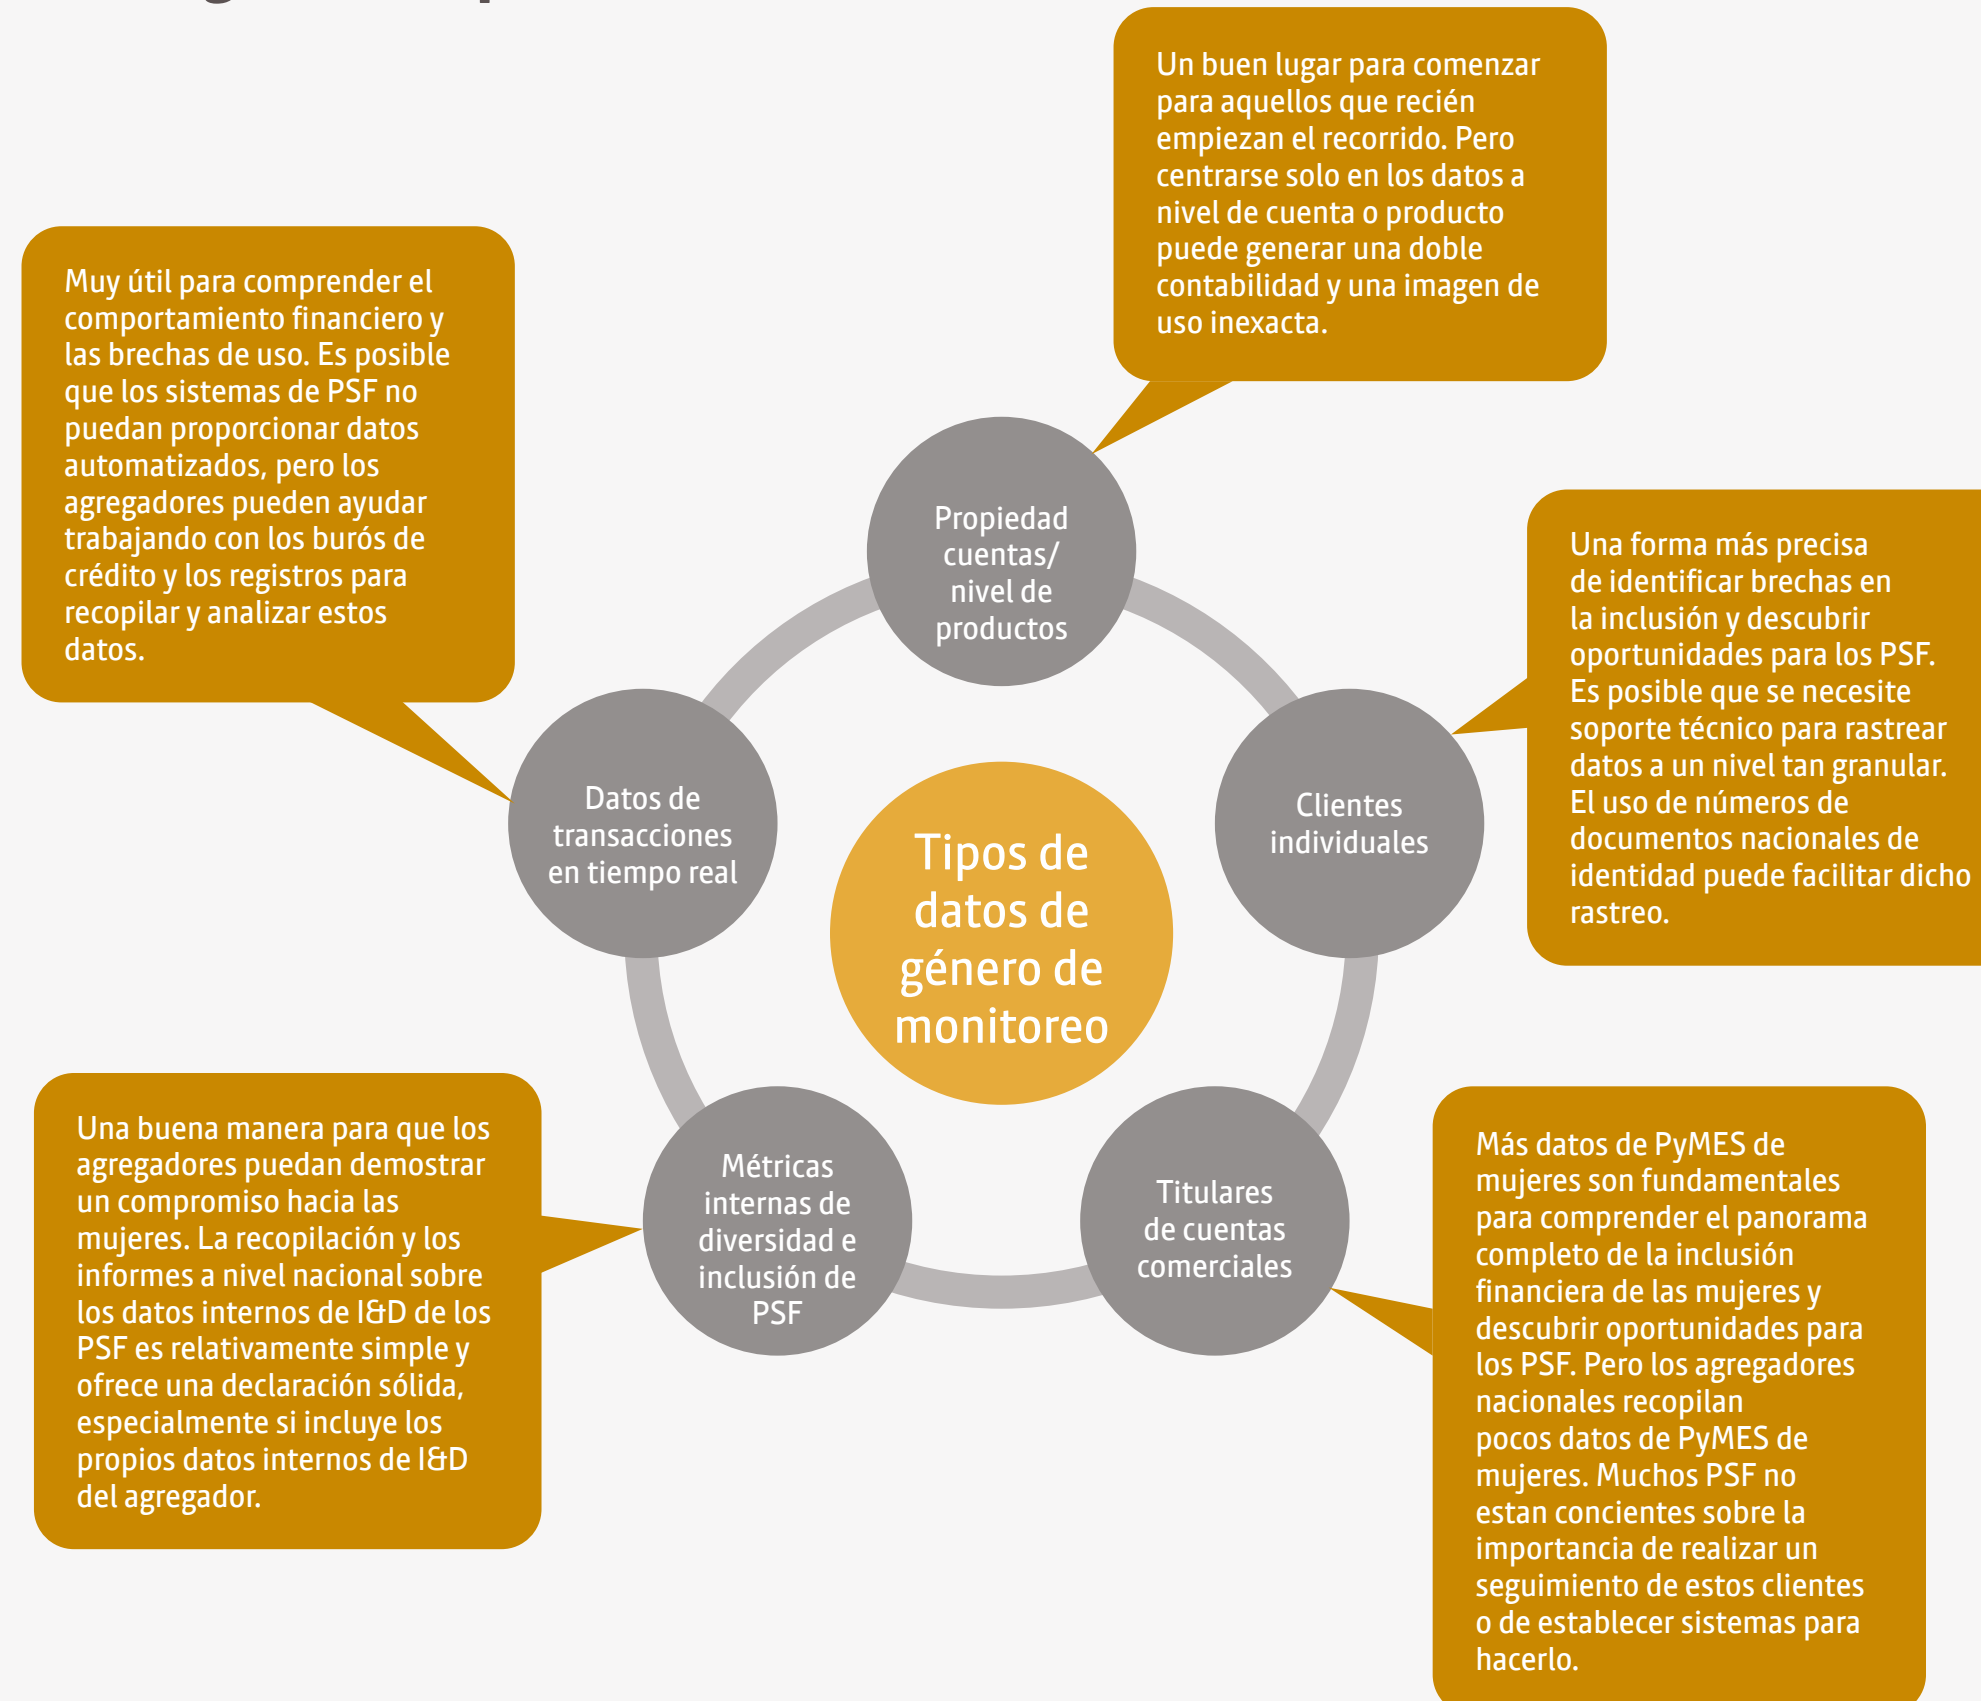 Un buen lugar para comenzar
para aquellos que recién
empiezan el recorrido. Pero
centrarse solo en los datos a
nivel de cuenta o producto
puede generar una doble
contabilidad y una imagen de
uso inexacta.
Muy útil para comprender el
comportamiento financiero y
las brechas de uso. Es posible
que los sistemas de PSF no
puedan proporcionar datos
automatizados, pero los
agregadores pueden ayudar
trabajando con los burós de
crédito y los registros para
recopilar y analizar estos
datos.
Propiedad
cuentas/
nivel de
productos
Una forma más precisa
de identificar brechas en
la inclusión y descubrir
oportunidades para los PSF.
Es posible que se necesite
soporte técnico para rastrear
datos a un nivel tan granular.
El uso de números de
documentos nacionales de
identidad puede facilitar dicho
rastreo.
Datos de
transacciones
en tiempo real
Clientes
individuales
Tipos de
datos de
género de
monitoreo
Una buena manera para que los
agregadores puedan demostrar
un compromiso hacia las
mujeres. La recopilación y los
informes a nivel nacional sobre
los datos internos de I&D de los
PSF es relativamente simple y
ofrece una declaración sólida,
especialmente si incluye los
propios datos internos de I&D
del agregador.
Métricas
internas de
diversidad e
inclusión de
PSF
Titulares
de cuentas
comerciales
Más datos de PyMES de
mujeres son fundamentales
para comprender el panorama
completo de la inclusión
financiera de las mujeres y
descubrir oportunidades para
los PSF. Pero los agregadores
nacionales recopilan
pocos datos de PyMES de
mujeres. Muchos PSF no
estan concientes sobre la
importancia de realizar un
seguimiento de estos clientes
o de establecer sistemas para
hacerlo.